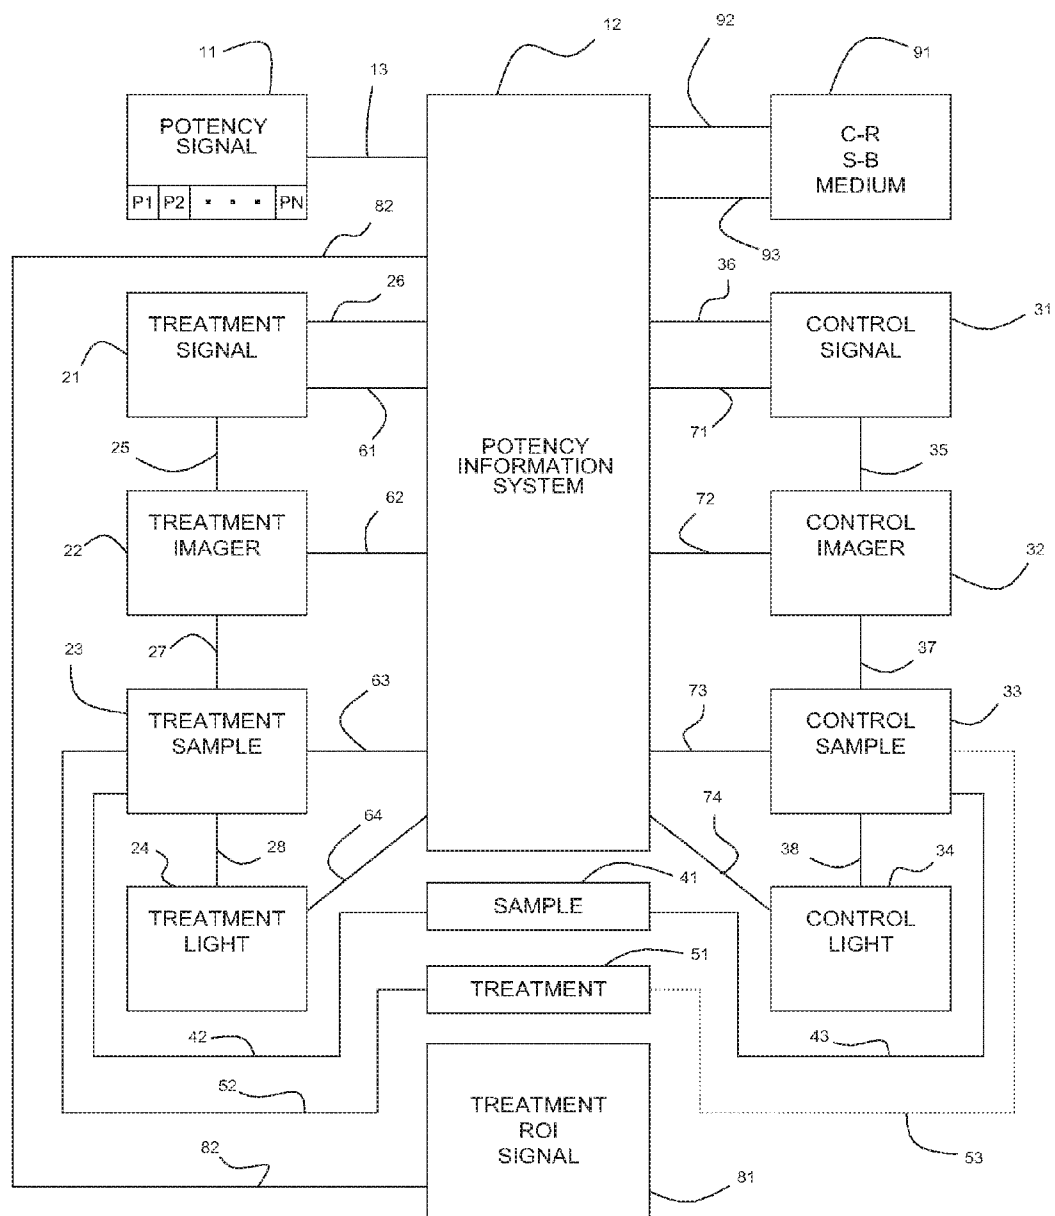 12
92
91
11
13
POTENCY
SIGNAL
C-R
S-B
MEDIUM
P1 P2 • • • PN
82
93
26
36
31
TREATMENT
SIGNAL
CONTROL
SIGNAL
21
61
71
25
35
POTENCY
INFORMATION
SYSTEM
62
72
TREATMENT
IMAGER
CONTROL
IMAGER
22
32
27
37
23
63
73
33
TREATMENT
SAMPLE
CONTROL
SAMPLE
64
74
24
28
38
34
41
TREATMENT
LIGHT
SAMPLE
CONTROL
LIGHT
51
TREATMENT
42
43
52
TREATMENT
ROI
SIGNAL
53
82
81